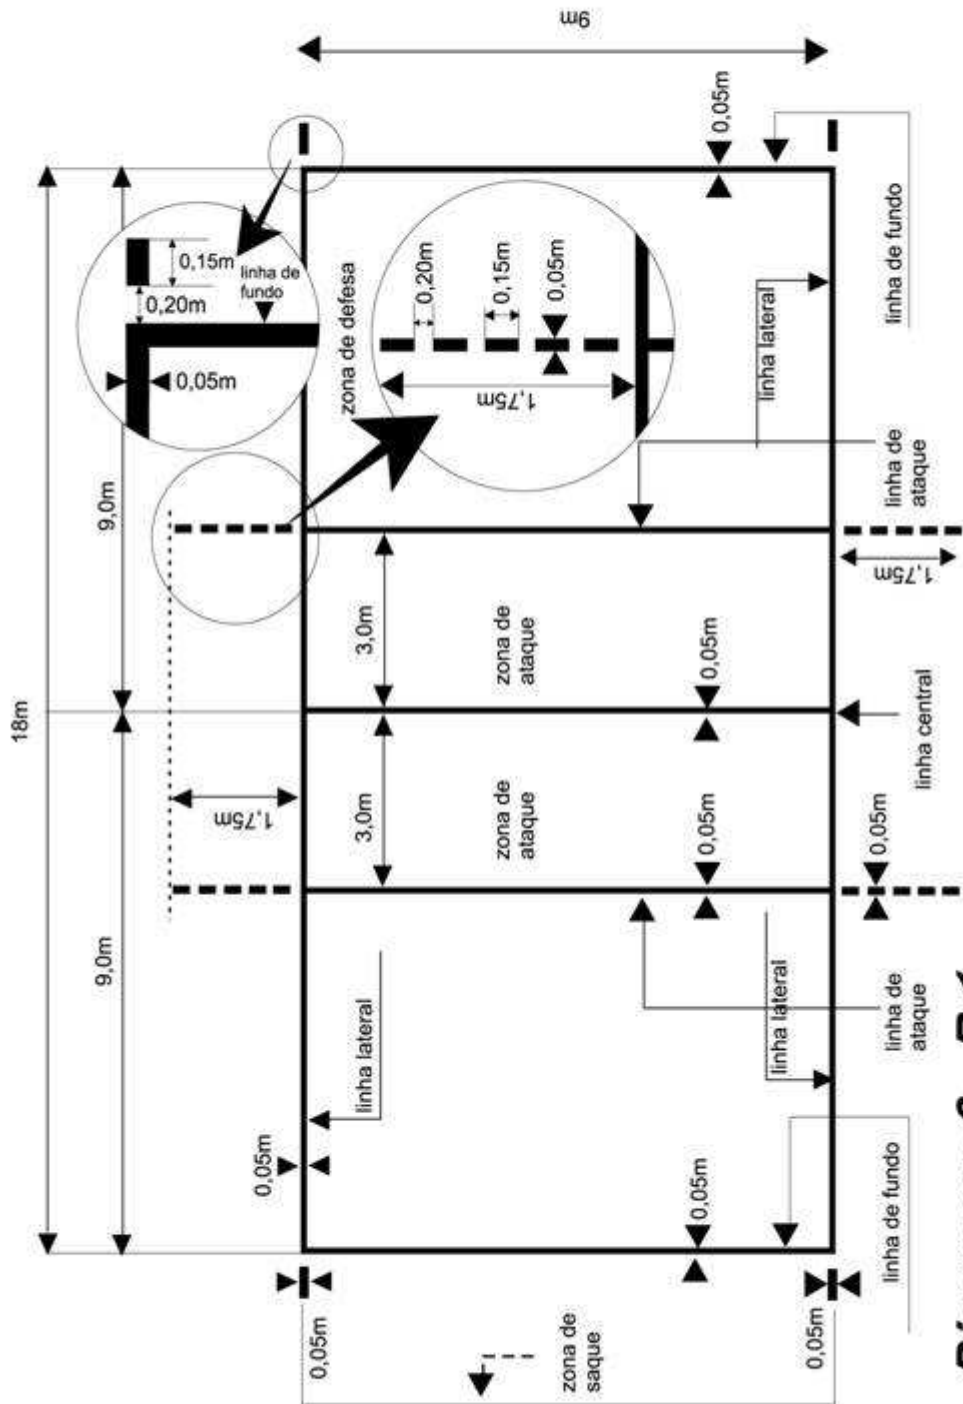 18m
9,0m
9,0m
9m
0,15m
0,20m
linha de
fundo
0,05m
1,75m
zona de defesa
0,20m
0,15m
0,05m
1,75m
0,05m
linha lateral
0,05m
3,0m
3,0m
zona de
ataque
zona de
ataque
linha lateral
linha lateral
0,05m
0,05m
0,05m
0,05m
0,05m
zona de
saque
0,05m
linha de fundo
linha de
ataque
0,05m
linha central
1,75m
linha de
ataque
linha de fundo